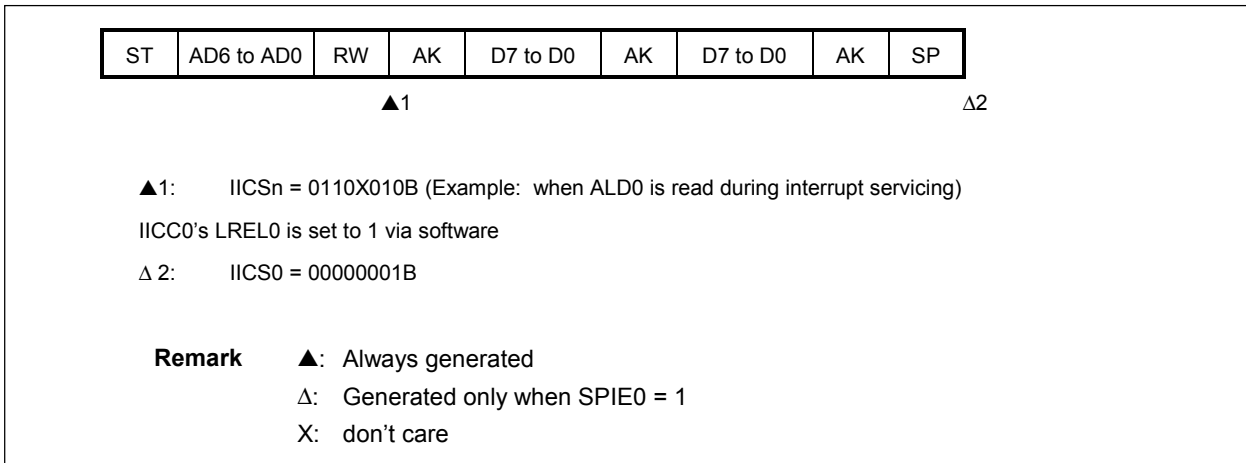 ST AD6 to AD0 RW AK D7 to D0 AK D7 to D0 AK SP
▲1 Δ2
▲1: IICSn = 0110X010B (Example: when ALD0 is read during interrupt servicing)
IICC0's LREL0 is set to 1 via software
Δ 2: IICS0 = 00000001B
Remark ▲: Always generated
Δ: Generated only when SPIE0 = 1
X: don't care